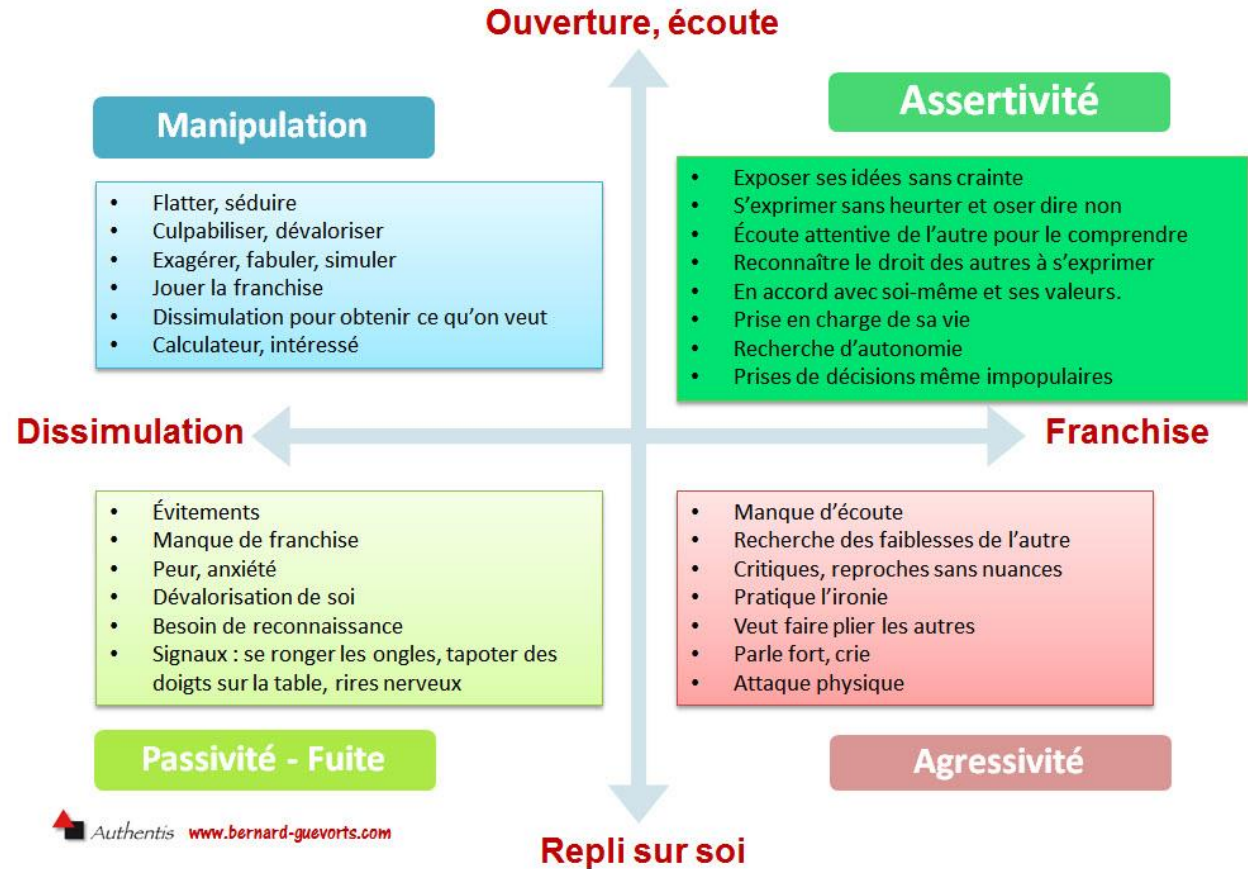 Ouverture, écoute
Manipulation
• Flatter, séduire
• Culpabiliser, dévaloriser
• Exagérer, fabuler, simuler
• Jouer la franchise
• Dissimulation pour obtenir ce qu’on veut
• Calculateur, intéressé
Assertivité
• Exposer ses idées sans crainte
• S’exprimer sans heurter et oser dire non
• Écoute attentive de l’autre pour le comprendre
• Reconnaître le droit des autres à s’exprimer
• En accord avec soi-même et ses valeurs.
• Prise en charge de sa vie
• Recherche d’autonomie
• Prises de décisions même impopulaires
Dissimulation
Franchise
• Évitements
• Manque de franchise
• Peur, anxiété
• Dévalorisation de soi
• Besoin de reconnaissance
• Signaux : se ronger les ongles, tapoter des
doigts sur la table, rires nerveux
Passivité - Fuite
• Manque d’écoute
• Recherche des faiblesses de l’autre
• Critiques, reproches sans nuances
• Pratique l’ironie
• Veut faire plier les autres
• Parle fort, crie
• Attaque physique
Agressivité
Authentis www.bernard-guevorts.com
Repli sur soi